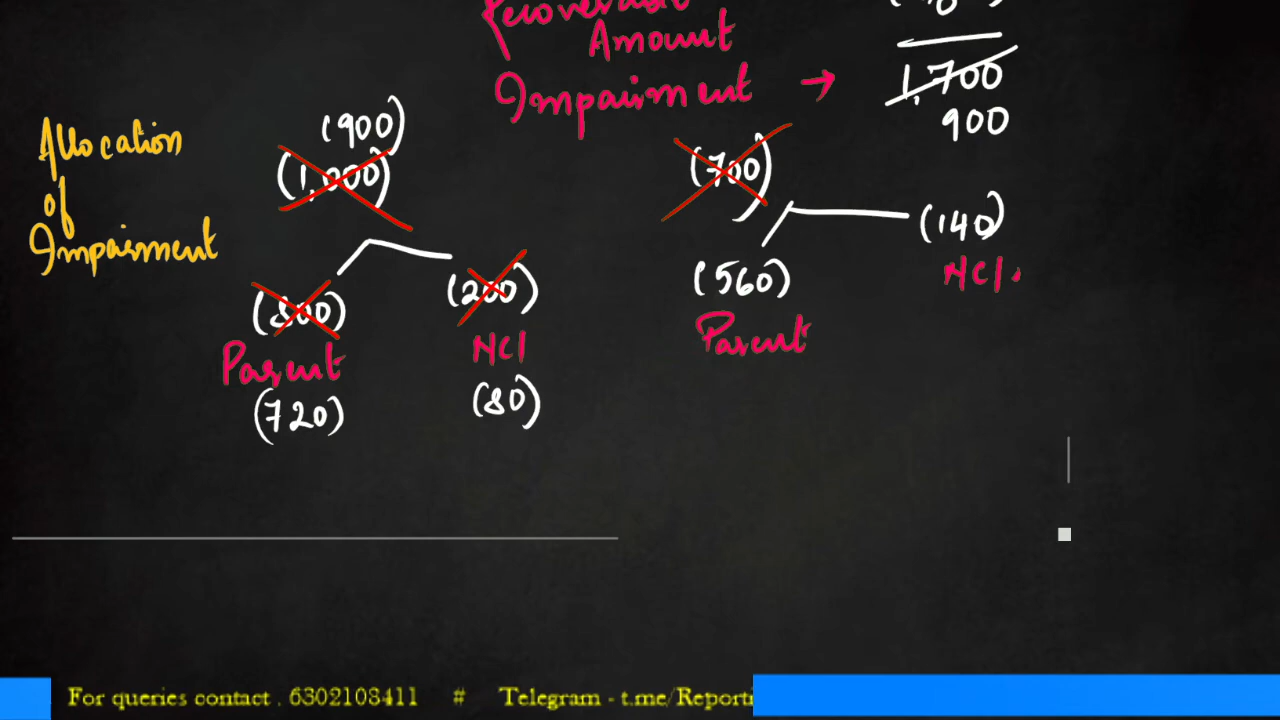 Amount
Impairment → 1,700
900
Allocation
of
Impairment
(900)
(1,000)
(800)
Parent
(720)
(200)
NCI
(80)
(700)
(560)
Parent
(140)
NCI.
For queries contact . 6302108411 # Telegram - t.me/Reporti